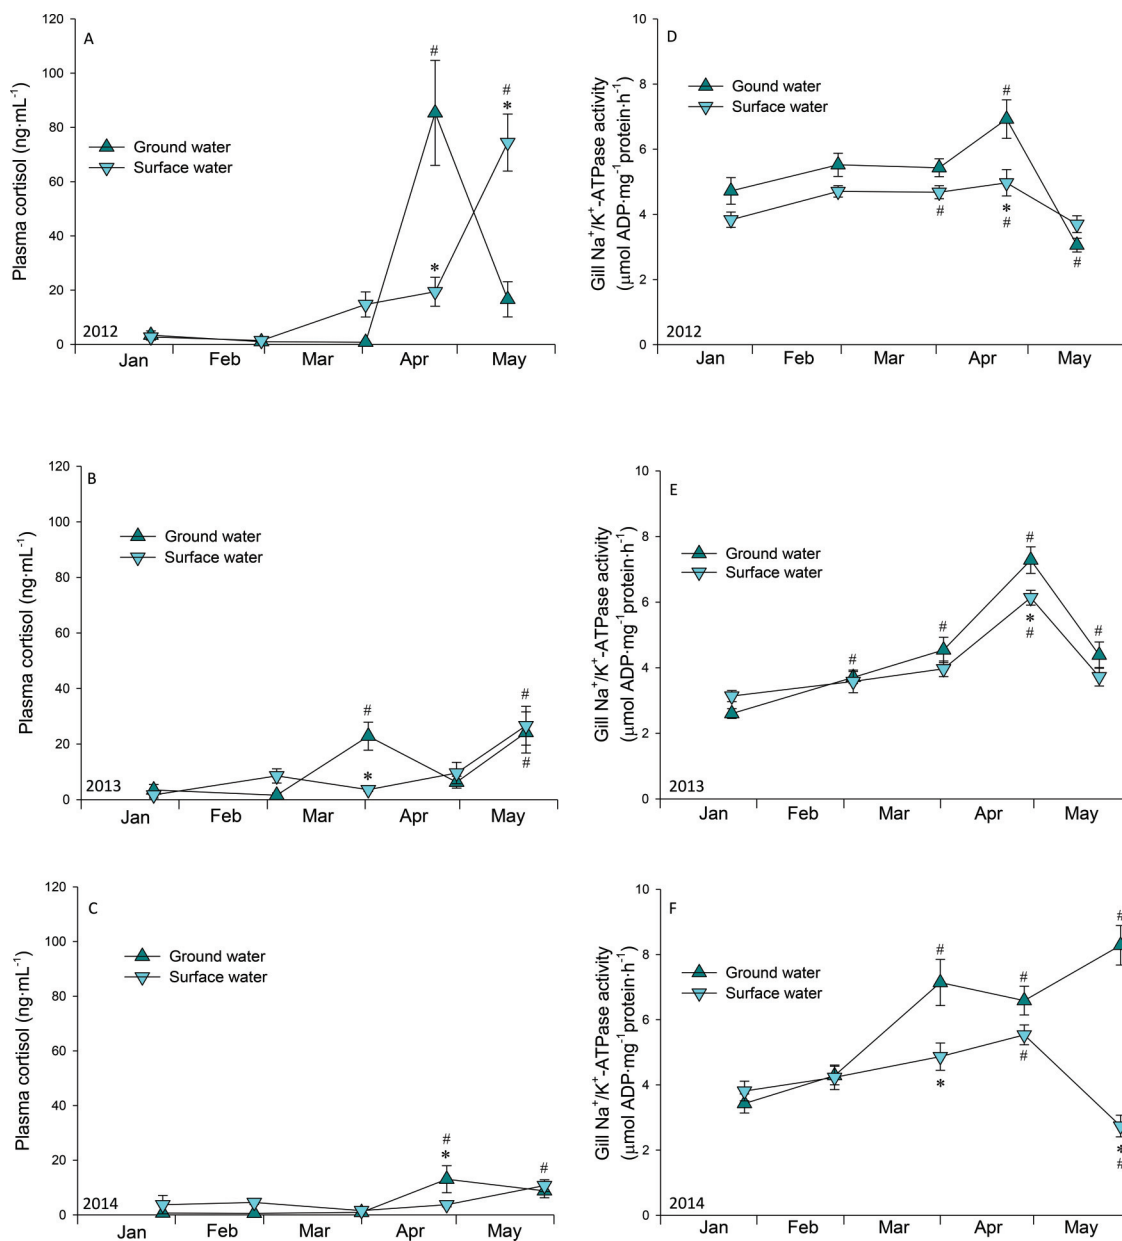 A
120
100
80
60
40
20
0
Plasma cortisol (ng·mL⁻¹)
Ground water
Surface water
#
#
*
*
2012
Jan Feb Mar Apr May
D
10
8
6
4
2
0
Gill Na⁺/K⁺-ATPase activity
(μmol ADP·mg⁻¹protein·h⁻¹)
Gound water
Surface water
#
#
*
#
#
2012
Jan Feb Mar Apr May
B
120
100
80
60
40
20
0
Plasma cortisol (ng·mL⁻¹)
Ground water
Surface water
#
*
#
#
2013
Jan Feb Mar Apr May
E
10
8
6
4
2
0
Gill Na⁺/K⁺-ATPase activity
(μmol ADP·mg⁻¹protein·h⁻¹)
Ground water
Surface water
#
#
#
*
#
#
2013
Jan Feb Mar Apr May
C
120
100
80
60
40
20
0
Plasma cortisol (ng·mL⁻¹)
Ground water
Surface water
#
*
#
2014
Jan Feb Mar Apr May
F
10
8
6
4
2
0
Gill Na⁺/K⁺-ATPase activity
(μmol ADP·mg⁻¹protein·h⁻¹)
Ground water
Surface water
#
*
#
#
#
*
#
2014
Jan Feb Mar Apr May